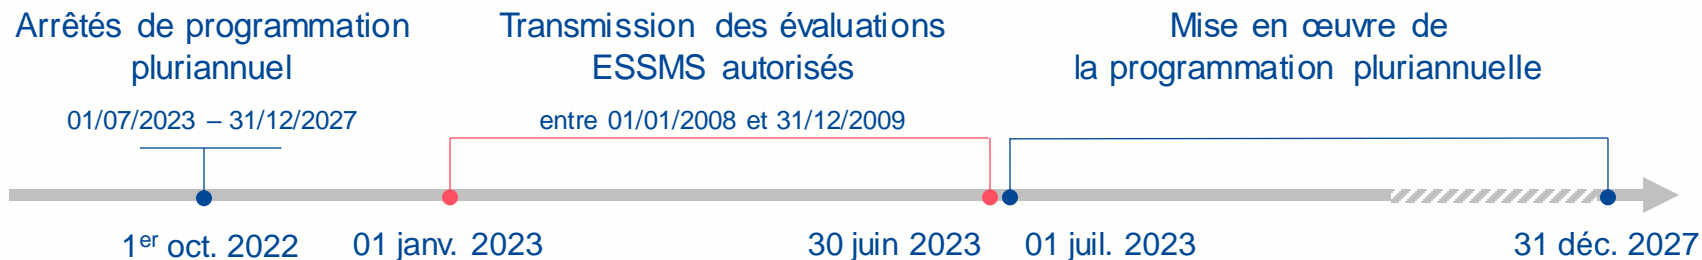 Arrêtés de programmation
pluriannuel
01/07/2023 – 31/12/2027
Transmission des évaluations
ESSMS autorisés
entre 01/01/2008 et 31/12/2009
Mise en œuvre de
la programmation pluriannuelle
1er oct. 2022
01 janv. 2023
30 juin 2023
01 juil. 2023
31 déc. 2027